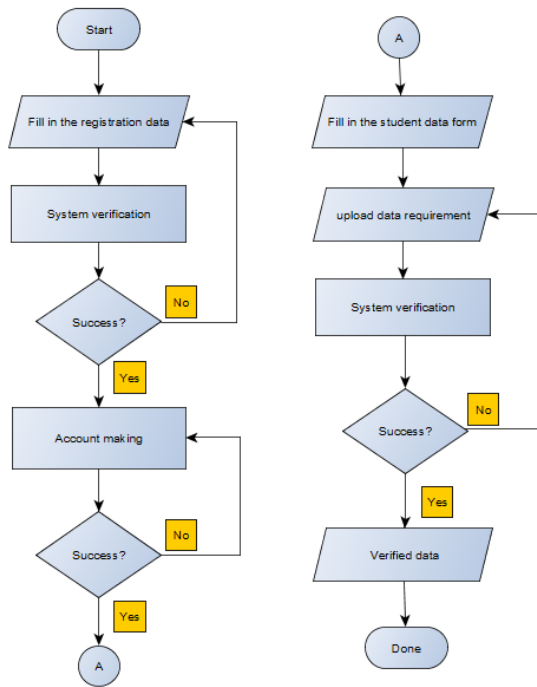 Start
Fill in the registration data
System verification
Success?
No
Yes
Account making
Success?
No
Yes
A
A
Fill in the student data form
upload data requirement
System verification
Success?
No
Yes
Verified data
Done